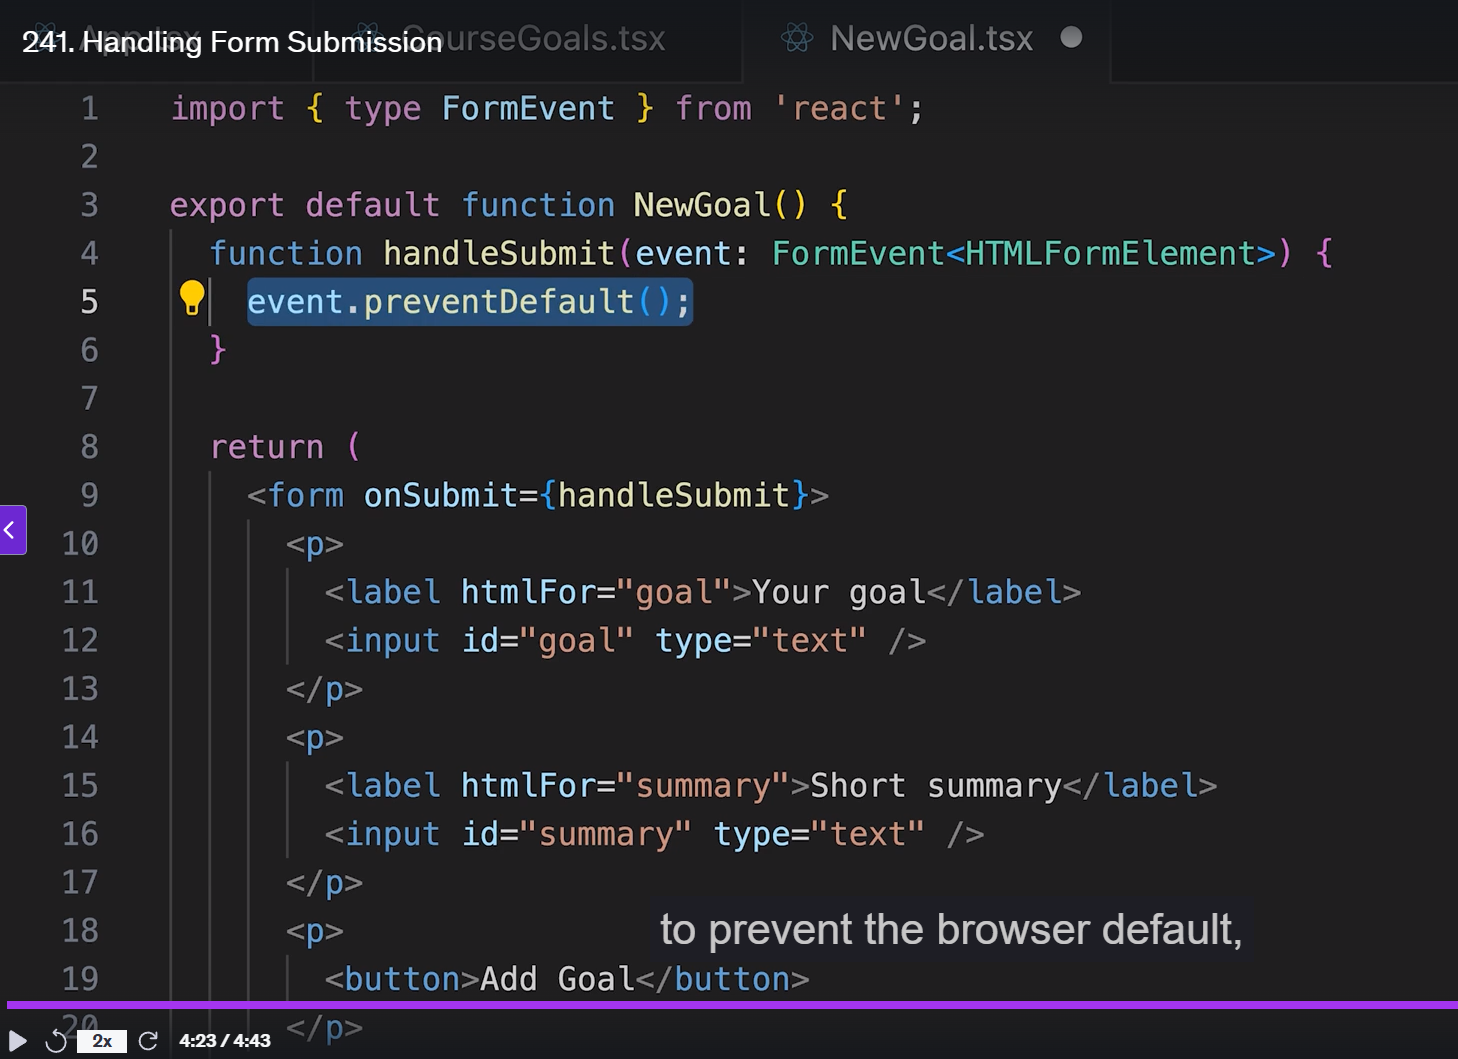 241. Handling Form Submission
App.tsx
CourseGoals.tsx
NewGoal.tsx
1 import { type FormEvent } from 'react';
2
3 export default function NewGoal() {
4 function handleSubmit(event: FormEvent<HTMLFormElement>) {
5 event.preventDefault();
6 }
7
8 return (
9 <form onSubmit={handleSubmit}>
10 <p>
11 <label htmlFor="goal">Your goal</label>
12 <input id="goal" type="text" />
13 </p>
14 <p>
15 <label htmlFor="summary">Short summary</label>
16 <input id="summary" type="text" />
17 </p>
18 <p>
to prevent the browser default,
19 <button>Add Goal</button>
20 </p>
2x
4:23 / 4:43